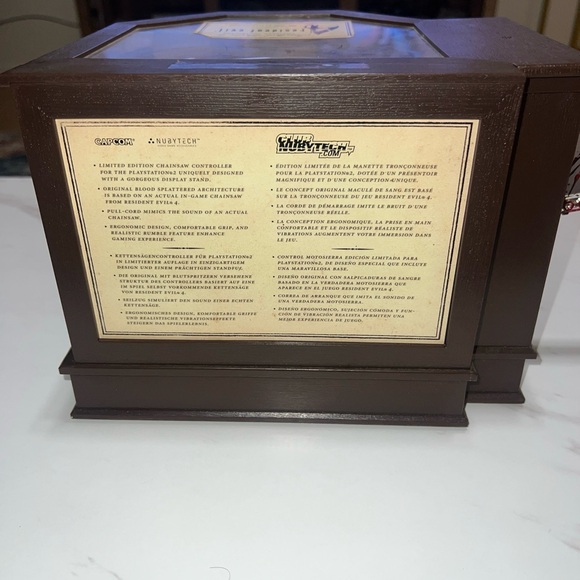 resident evil
CAPCOM
NUBYTECH™
CLUB
NUBYTECH
.COM
• LIMITED EDITION CHAINSAW CONTROLLER
FOR THE PLAYSTATION®2 UNIQUELY DESIGNED
WITH A GORGEOUS DISPLAY STAND.
• ORIGINAL BLOOD SPLATTERED ARCHITECTURE
IS BASED ON AN ACTUAL IN-GAME CHAINSAW
FROM RESIDENT EVIL® 4.
• PULL-CORD MIMICS THE SOUND OF AN ACTUAL
CHAINSAW.
• ERGONOMIC DESIGN, COMFORTABLE GRIP, AND
REALISTIC RUMBLE FEATURE ENHANCE
GAMING EXPERIENCE.
• KETTENSÄGENCONTROLLER FÜR PLAYSTATION®2
IN LIMITIERTER AUFLAGE IN EINZIGARTIGEM
DESIGN UND EINEM PRÄCHTIGEN STANDFUẞ.
• DIE ORIGINAL MIT BLUTSPRITZERN VERSEHENE
STRUKTUR DES CONTROLLERS BASIERT AUF EINE
IM SPIEL SELBST VORKOMMENDE KETTENSÄGE
VON RESIDENT EVIL® 4.
• SEILZUG SIMULIERT DEN SOUND EINER ECHTEN
KETTENSÄGE.
• ERGONOMISCHES DESIGN, KOMFORTABLE GRIFFE
UND REALISTISCHE VIBRATIONSEFFEKTE
STEIGERN DAS SPIELERLEBNIS.
• ÉDITION LIMITÉE DE LA MANETTE TRONÇONNEUSE
POUR LA PLAYSTATION®2, DOTÉE D'UN PRÉSENTOIR
MAGNIFIQUE ET D'UNE CONCEPTION UNIQUE.
• LE CONCEPT ORIGINAL MACULÉ DE SANG EST BASÉ
SUR LA TRONÇONNEUSE DU JEU RESIDENT EVIL® 4.
• LA CORDE DE DÉMARRAGE IMITE LE BRUIT D'UNE
TRONÇONNEUSE RÉELLE.
• LA CONCEPTION ERGONOMIQUE, LA PRISE EN MAIN
CONFORTABLE ET LE DISPOSITIF RÉALISTE DE
VIBRATIONS AUGMENTENT VOTRE IMMERSION DANS
LE JEU.
• CONTROL MOTOSIERRA EDICION LIMITADA PARA
PLAYSTATION®2, DE DISEÑO ESPECIAL QUE INCLUYE
UNA MARAVILLOSA BASE.
• DISEÑO ORIGINAL CON SALPICADURAS DE SANGRE
BASADO EN LA VERDADERA MOTOSIERRA QUE
APARECE EN EL JUEGO RESIDENT EVIL® 4.
• CORREA DE ARRANQUE QUE IMITA EL SONIDO DE
UNA VERDADERA MOTOSIERRA.
• DISEÑO ERGONÓMICO, SUJECIÓN CÓMODA Y FUN-
CIÓN DE VIBRACIÓN REALISTA PERMITEN UNA
MEJOR EXPERIENCIA DE JUEGO.